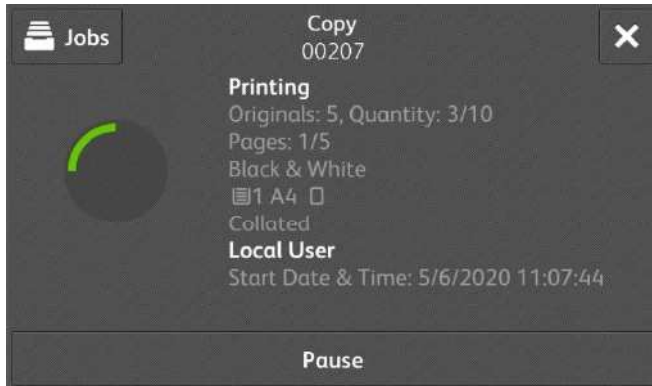 Jobs
Copy
00207
Printing
Originals: 5, Quantity: 3/10
Pages: 1/5
Black & White
1 A4
Collated
Local User
Start Date & Time: 5/6/2020 11:07:44
Pause